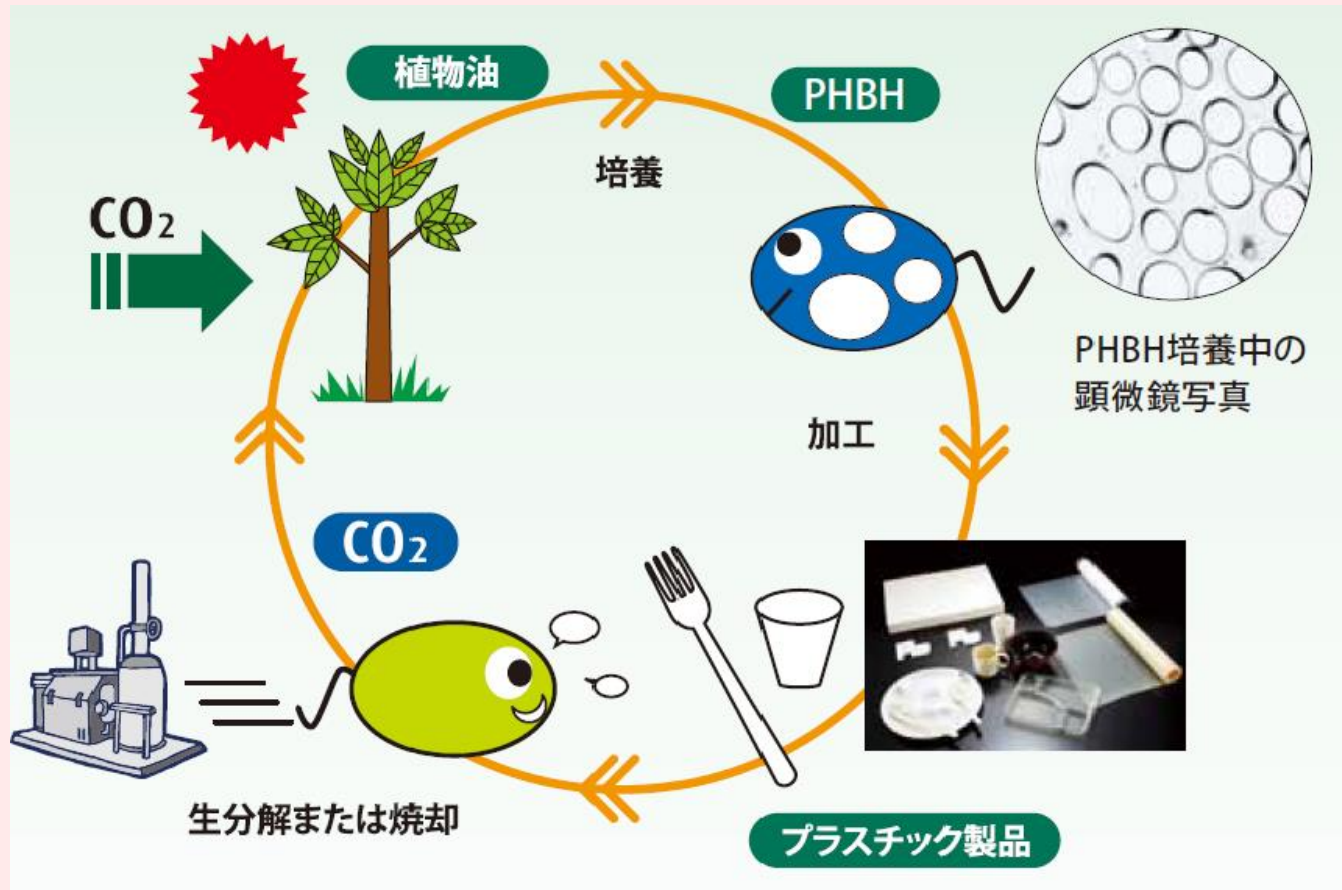 植物油
PHBH
培養
CO₂
PHBH培養中の
顕微鏡写真
加工
CO₂
生分解または焼却
プラスチック製品